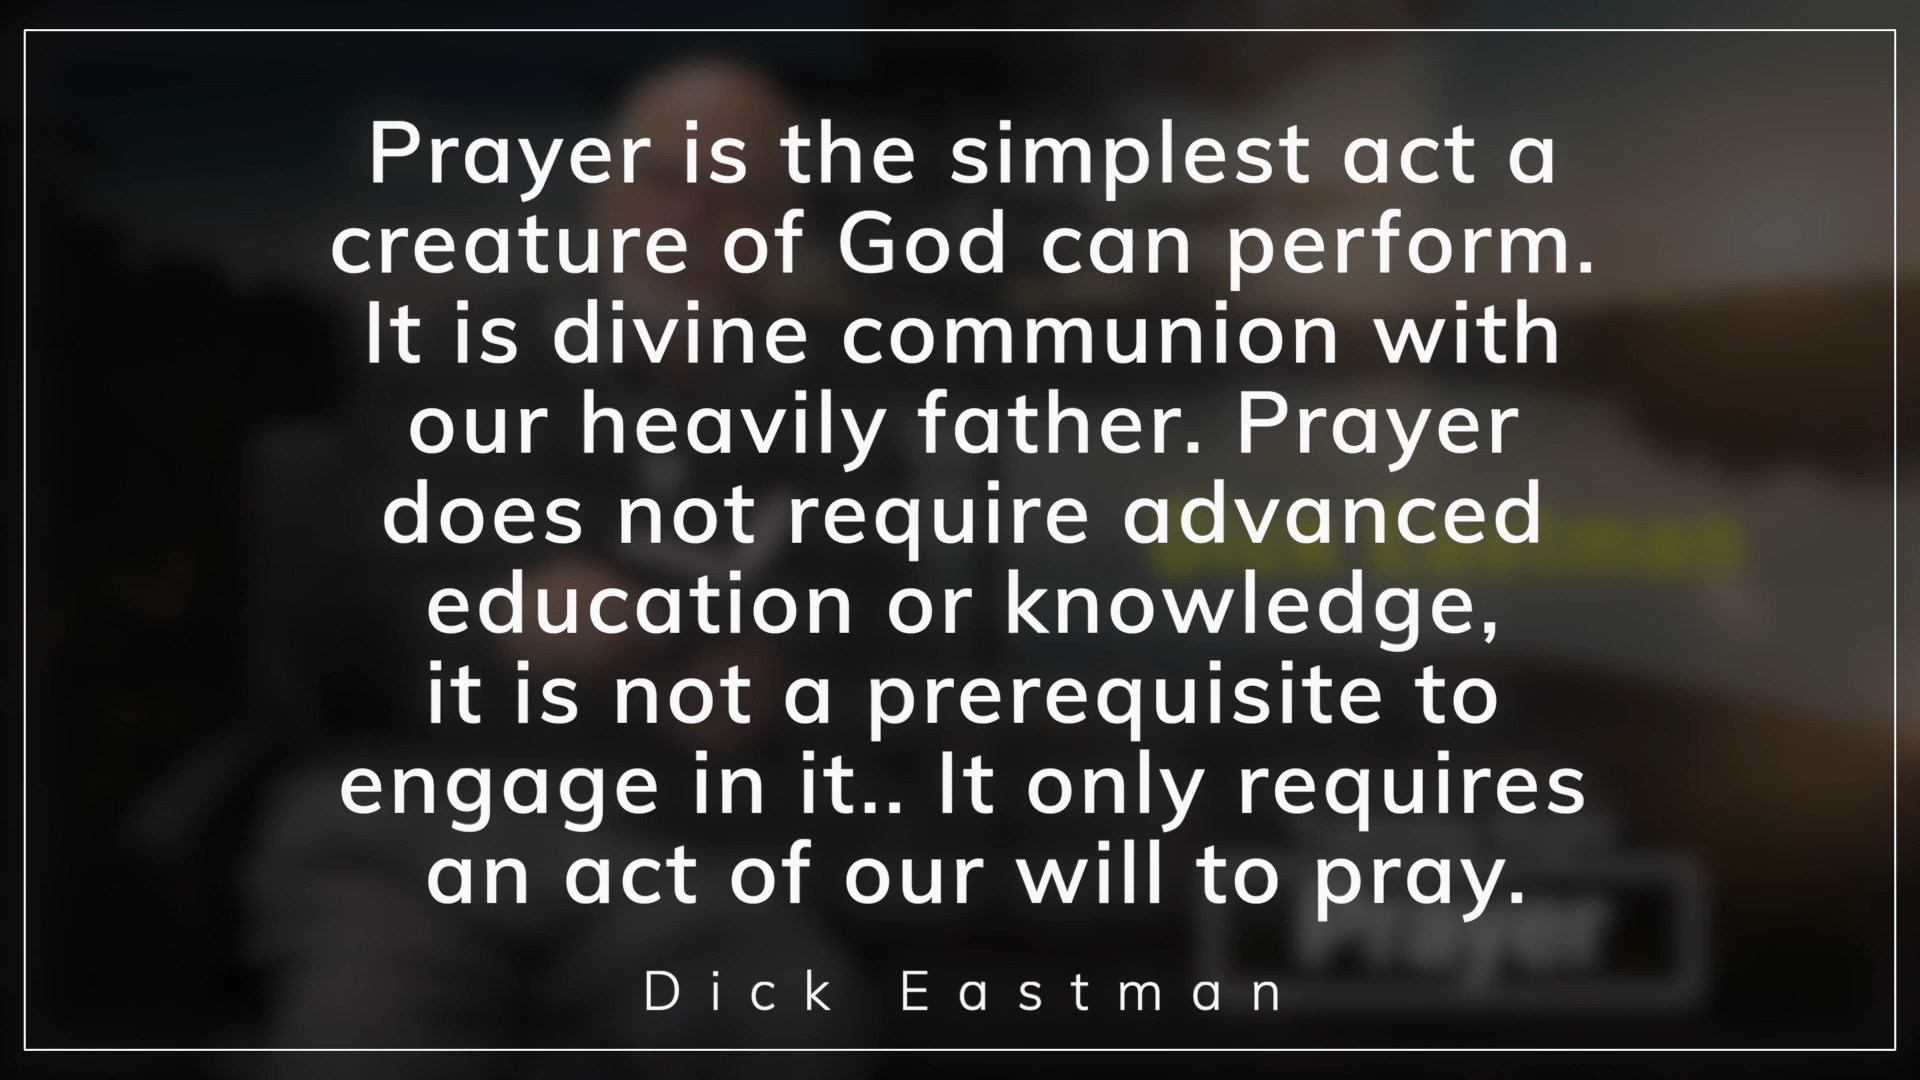 Prayer is the simplest act a
creature of God can perform.
It is divine communion with
our heavily father. Prayer
does not require advanced
education or knowledge,
it is not a prerequisite to
engage in it.. It only requires
an act of our will to pray.
Dick Eastman
Prayer